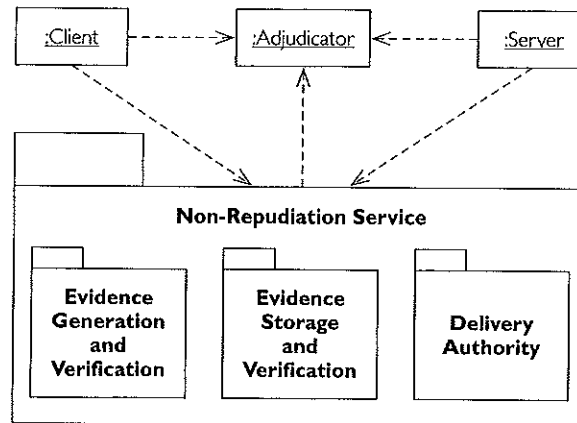 :Client
:Adjudicator
:Server
Non-Repudiation Service
Evidence
Generation
and
Verification
Evidence
Storage
and
Verification
Delivery
Authority